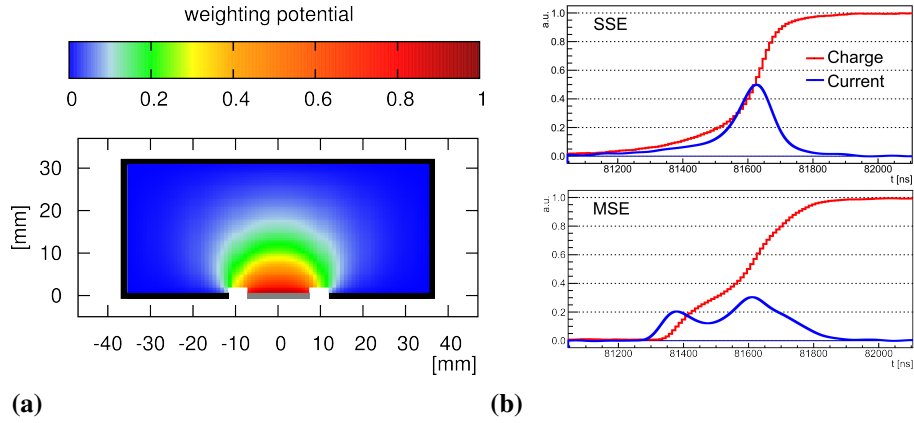 weighting potential
0 0.2 0.4 0.6 0.8 1
30
20
10
0
[mm]
-40 -20 0 20 40
-30 -10 10 30
[mm]
(a)
a.u.
1.0
0.8
0.6
0.4
0.2
0.0
SSE
Charge
Current
81200 81400 81600 81800 82000
t [ns]
a.u.
1.0
0.8
0.6
0.4
0.2
0.0
MSE
81200 81400 81600 81800 82000
t [ns]
(b)